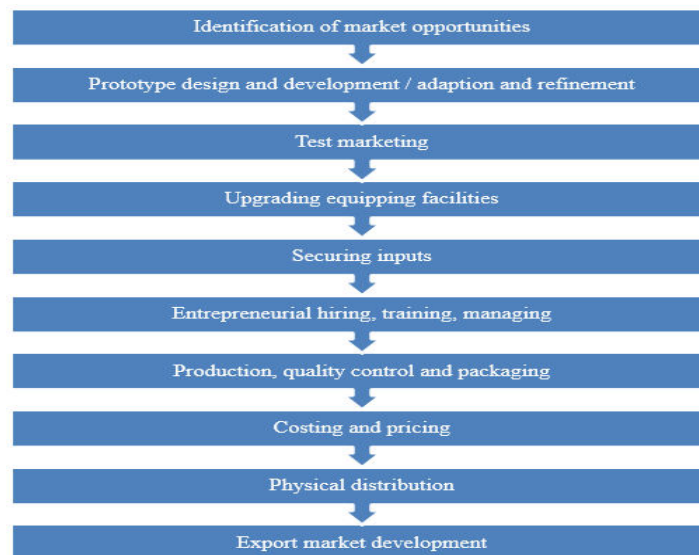 Identification of market opportunities
Prototype design and development / adaption and refinement
Test marketing
Upgrading equipping facilities
Securing inputs
Entrepreneurial hiring, training, managing
Production, quality control and packaging
Costing and pricing
Physical distribution
Export market development